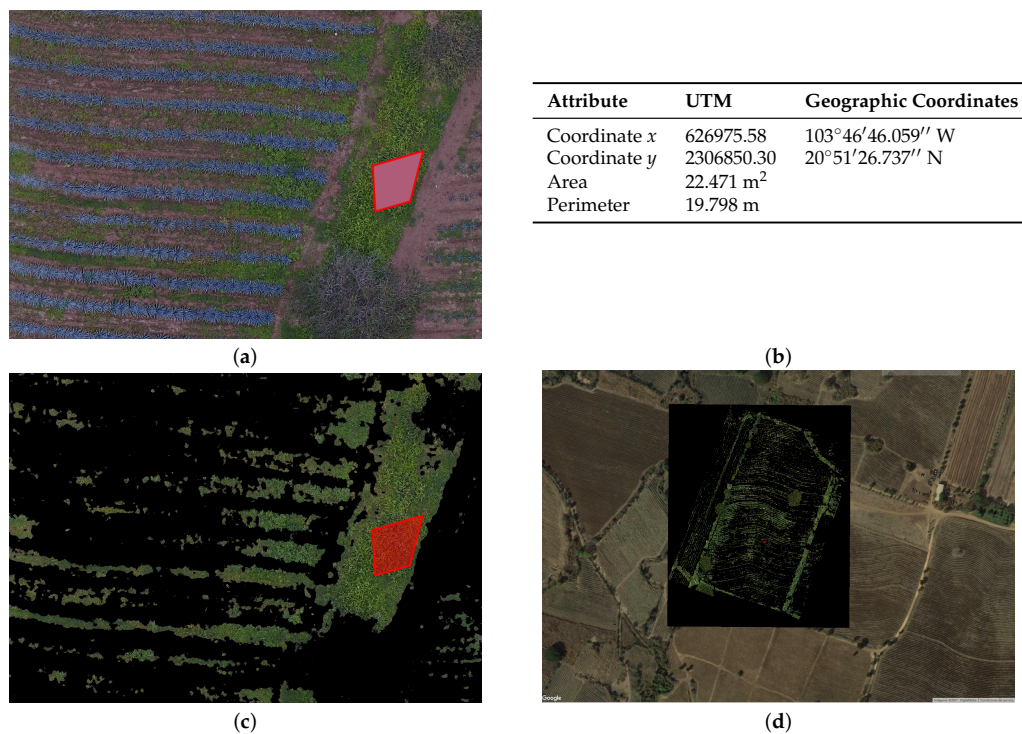 Attribute UTM Geographic Coordinates
Coordinate x 626975.58 103°46′46.059′′ W
Coordinate y 2306850.30 20°51′26.737′′ N
Area 22.471 m²
Perimeter 19.798 m
(a) (b)
Google
(c) (d)